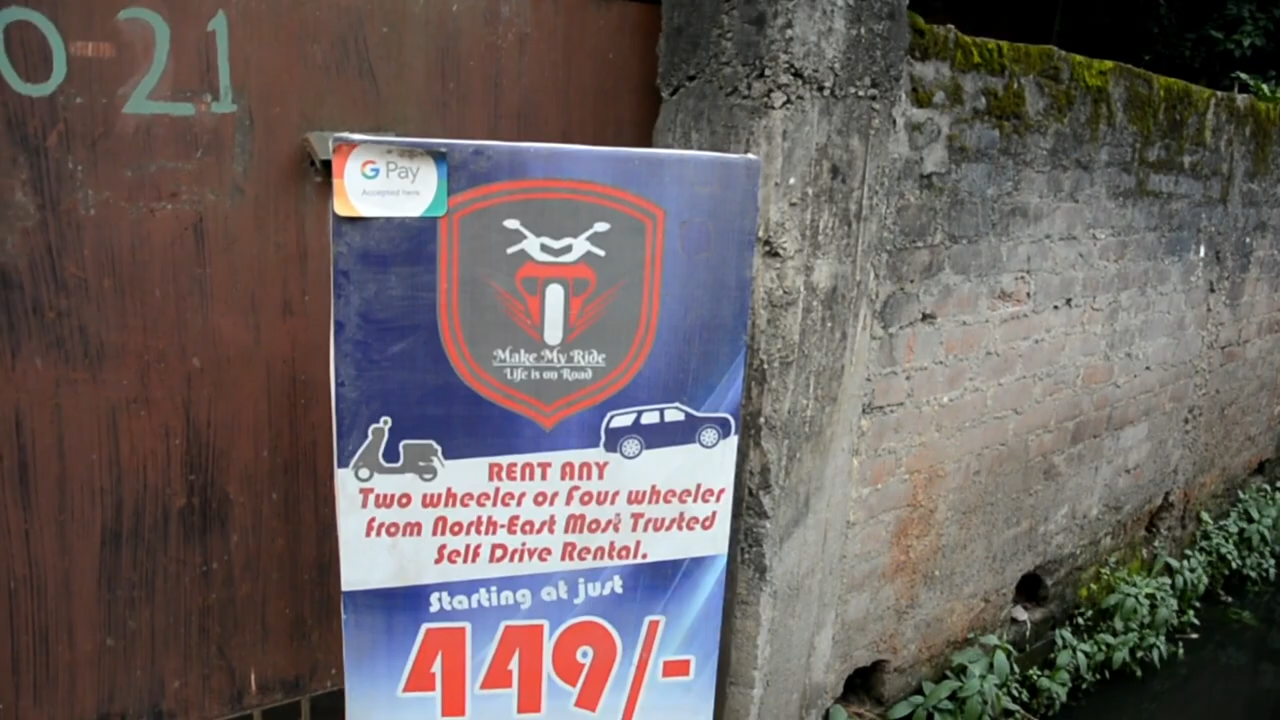 0-21
G Pay
Accepted here
Make My Ride
Life is on Road
RENT ANY
Two wheeler or Four wheeler
from North-East Most Trusted
Self Drive Rental.
Starting at just
449/-